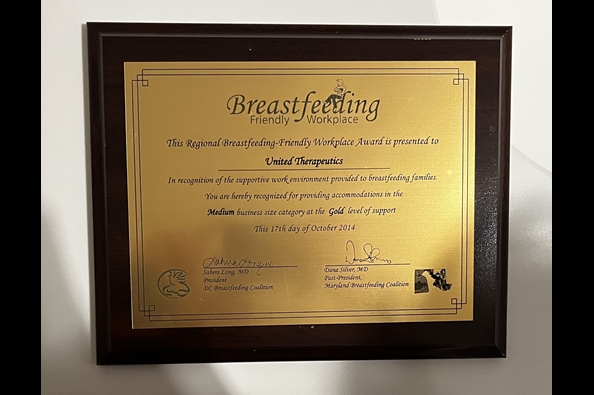 Breastfeeding
Friendly Workplace
This Regional Breastfeeding-Friendly Workplace Award is presented to
United Therapeutics
In recognition of the supportive work environment provided to breastfeeding families.
You are hereby recognized for providing accommodations in the
Medium business size category at the Gold level of support
This 17th day of October 2014
Sahira Long, MD
President
DC Breastfeeding Coalition
Dana Silver, MD
Past-President,
Maryland Breastfeeding Coalition